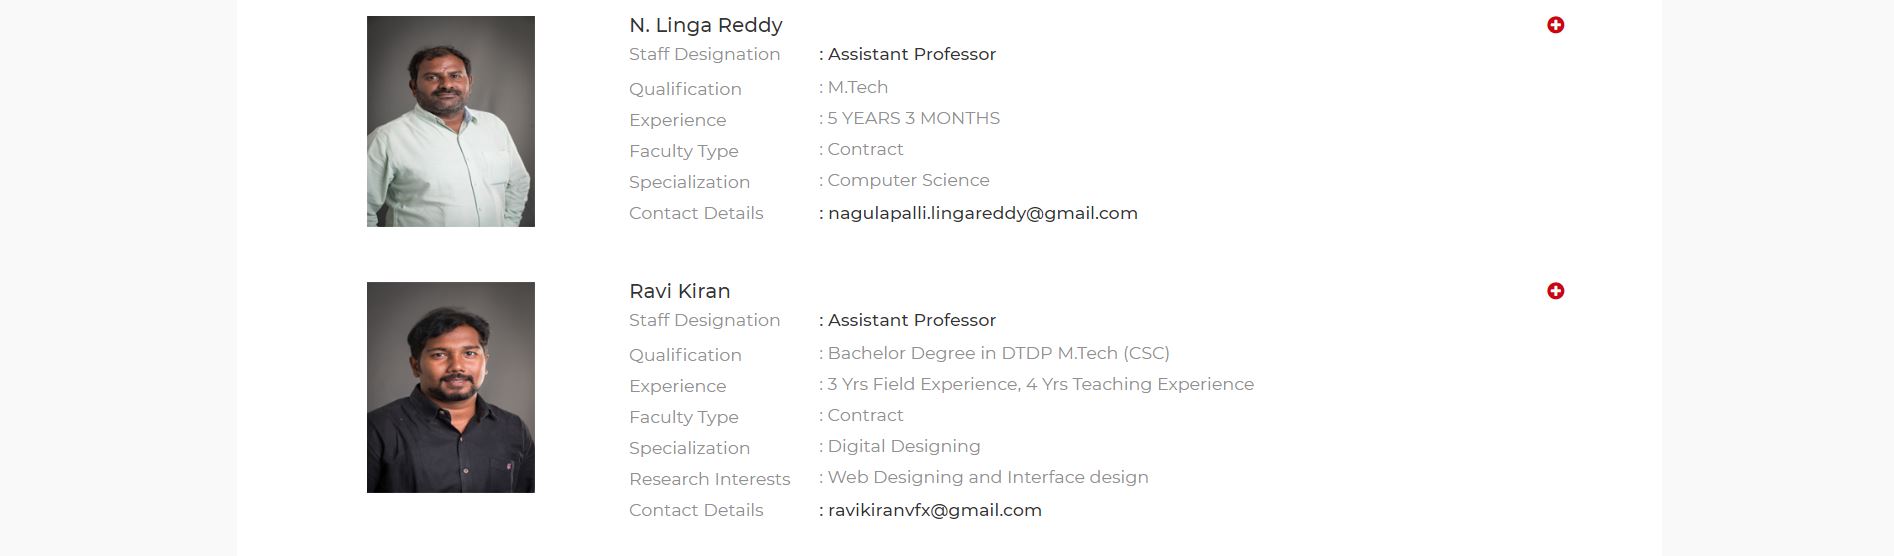 N. Linga Reddy
Staff Designation : Assistant Professor
Qualification : M.Tech
Experience : 5 YEARS 3 MONTHS
Faculty Type : Contract
Specialization : Computer Science
Contact Details : nagulapalli.lingareddy@gmail.com
Ravi Kiran
Staff Designation : Assistant Professor
Qualification : Bachelor Degree in DTDP M.Tech (CSC)
Experience : 3 Yrs Field Experience, 4 Yrs Teaching Experience
Faculty Type : Contract
Specialization : Digital Designing
Research Interests : Web Designing and Interface design
Contact Details : ravikiranvfx@gmail.com